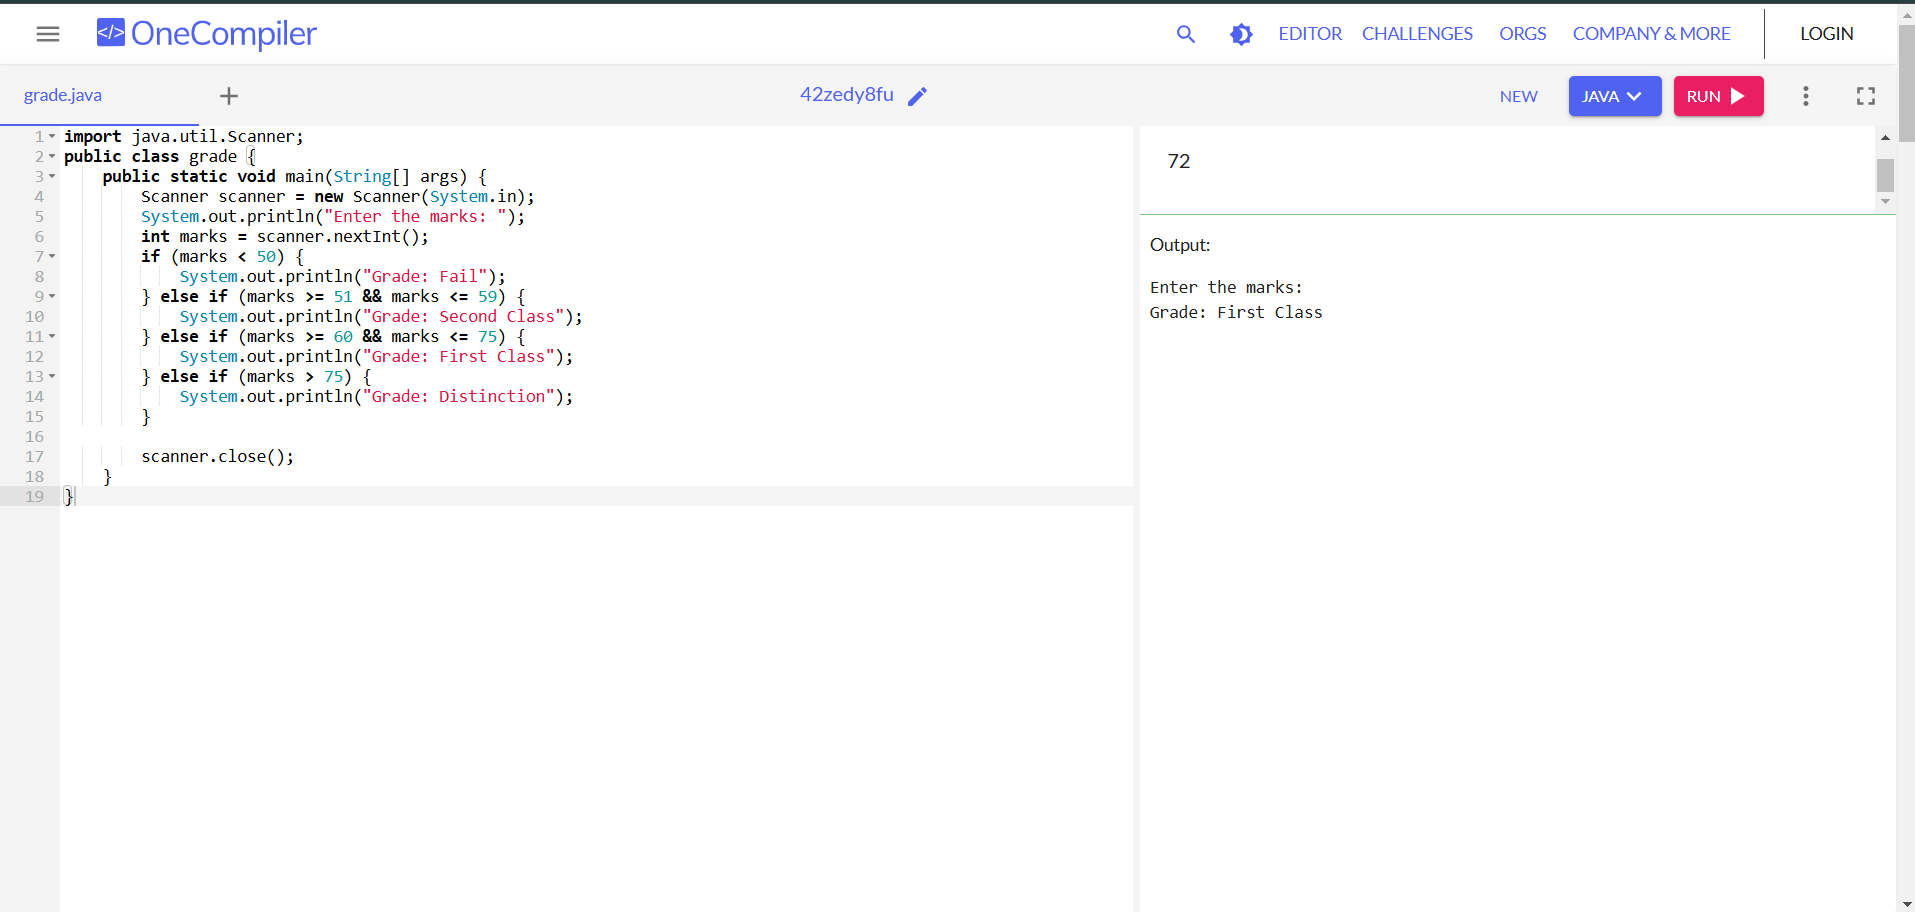 </> OneCompiler
EDITOR CHALLENGES ORGS COMPANY & MORE LOGIN
grade.java + 42zedy8fu NEW JAVA RUN
1 import java.util.Scanner;
2 public class grade {
3     public static void main(String[] args) {
4         Scanner scanner = new Scanner(System.in);
5         System.out.println("Enter the marks: ");
6         int marks = scanner.nextInt();
7         if (marks < 50) {
8             System.out.println("Grade: Fail");
9         } else if (marks >= 51 && marks <= 59) {
10             System.out.println("Grade: Second Class");
11         } else if (marks >= 60 && marks <= 75) {
12             System.out.println("Grade: First Class");
13         } else if (marks > 75) {
14             System.out.println("Grade: Distinction");
15         }
16
17         scanner.close();
18     }
19 }
72
Output:
Enter the marks:
Grade: First Class